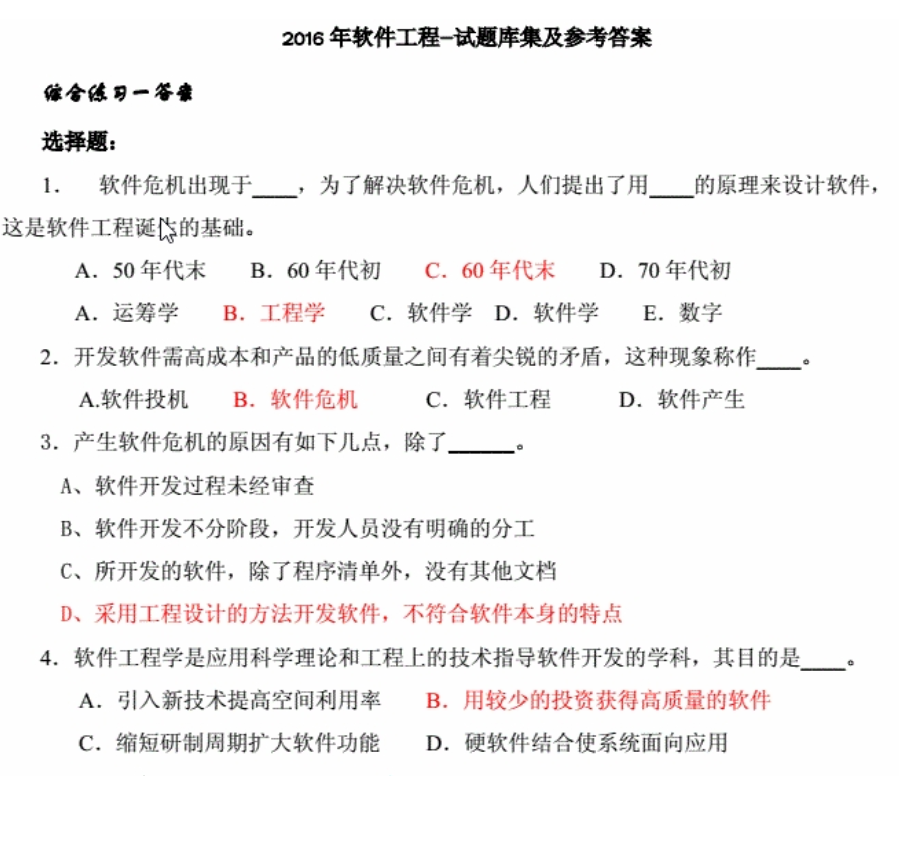 2016 年软件工程-试题库集及参考答案
综合练习一答案
选择题:
1. 软件危机出现于____,为了解决软件危机,人们提出了用____的原理来设计软件,
这是软件工程诞生的基础。
A.50 年代末 B.60 年代初 C.60 年代末 D.70 年代初
A.运筹学 B.工程学 C.软件学 D.软件学 E.数字
2.开发软件需高成本和产品的低质量之间有着尖锐的矛盾,这种现象称作____。
A.软件投机 B.软件危机 C.软件工程 D.软件产生
3.产生软件危机的原因有如下几点,除了______。
A、软件开发过程未经审查
B、软件开发不分阶段,开发人员没有明确的分工
C、所开发的软件,除了程序清单外,没有其他文档
D、采用工程设计的方法开发软件,不符合软件本身的特点
4.软件工程学是应用科学理论和工程上的技术指导软件开发的学科,其目的是____。
A.引入新技术提高空间利用率 B.用较少的投资获得高质量的软件
C.缩短研制周期扩大软件功能 D.硬软件结合使系统面向应用